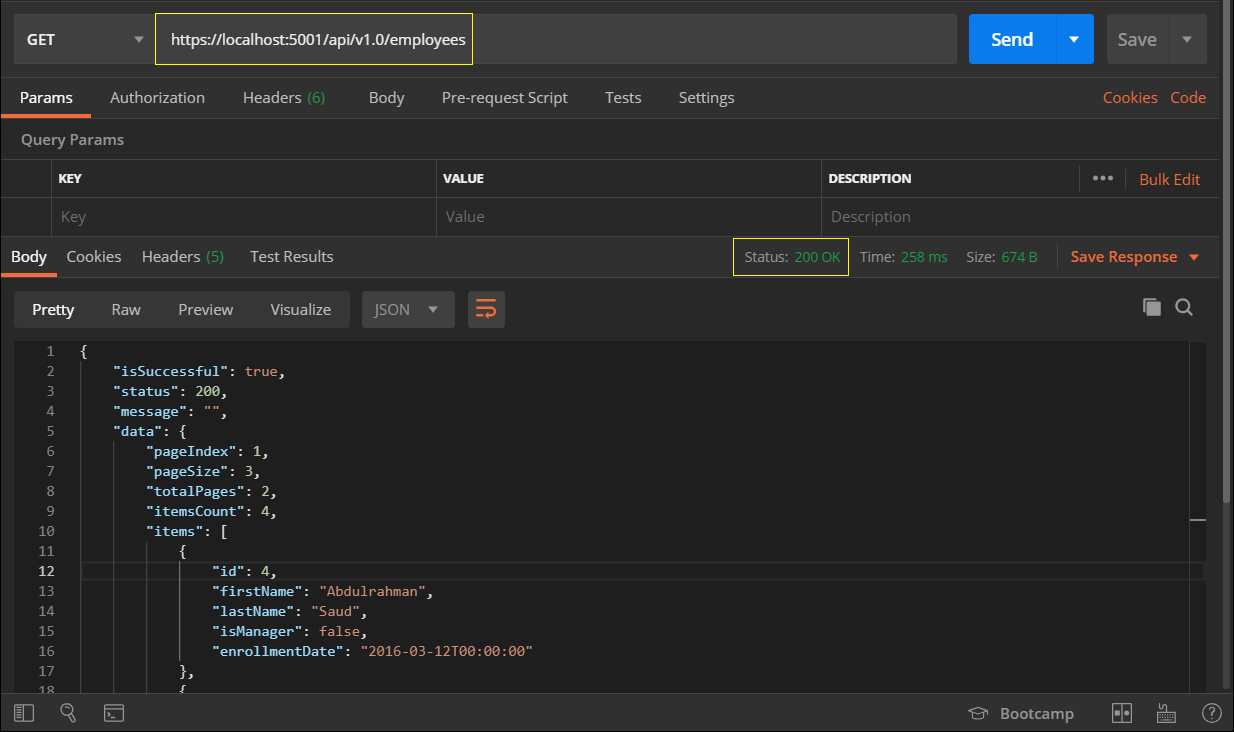 GET https://localhost:5001/api/v1.0/employees Send Save
Params Authorization Headers (6) Body Pre-request Script Tests Settings Cookies Code
Query Params
KEY VALUE DESCRIPTION ••• Bulk Edit
Key Value Description
Body Cookies Headers (5) Test Results Status: 200 OK Time: 258 ms Size: 674 B Save Response
Pretty Raw Preview Visualize JSON
1 {
2 "isSuccessful": true,
3 "status": 200,
4 "message": "",
5 "data": {
6 "pageIndex": 1,
7 "pageSize": 3,
8 "totalPages": 2,
9 "itemsCount": 4,
10 "items": [
11 {
12 "id": 4,
13 "firstName": "Abdulrahman",
14 "lastName": "Saud",
15 "isManager": false,
16 "enrollmentDate": "2016-03-12T00:00:00"
17 },
18 {
Bootcamp